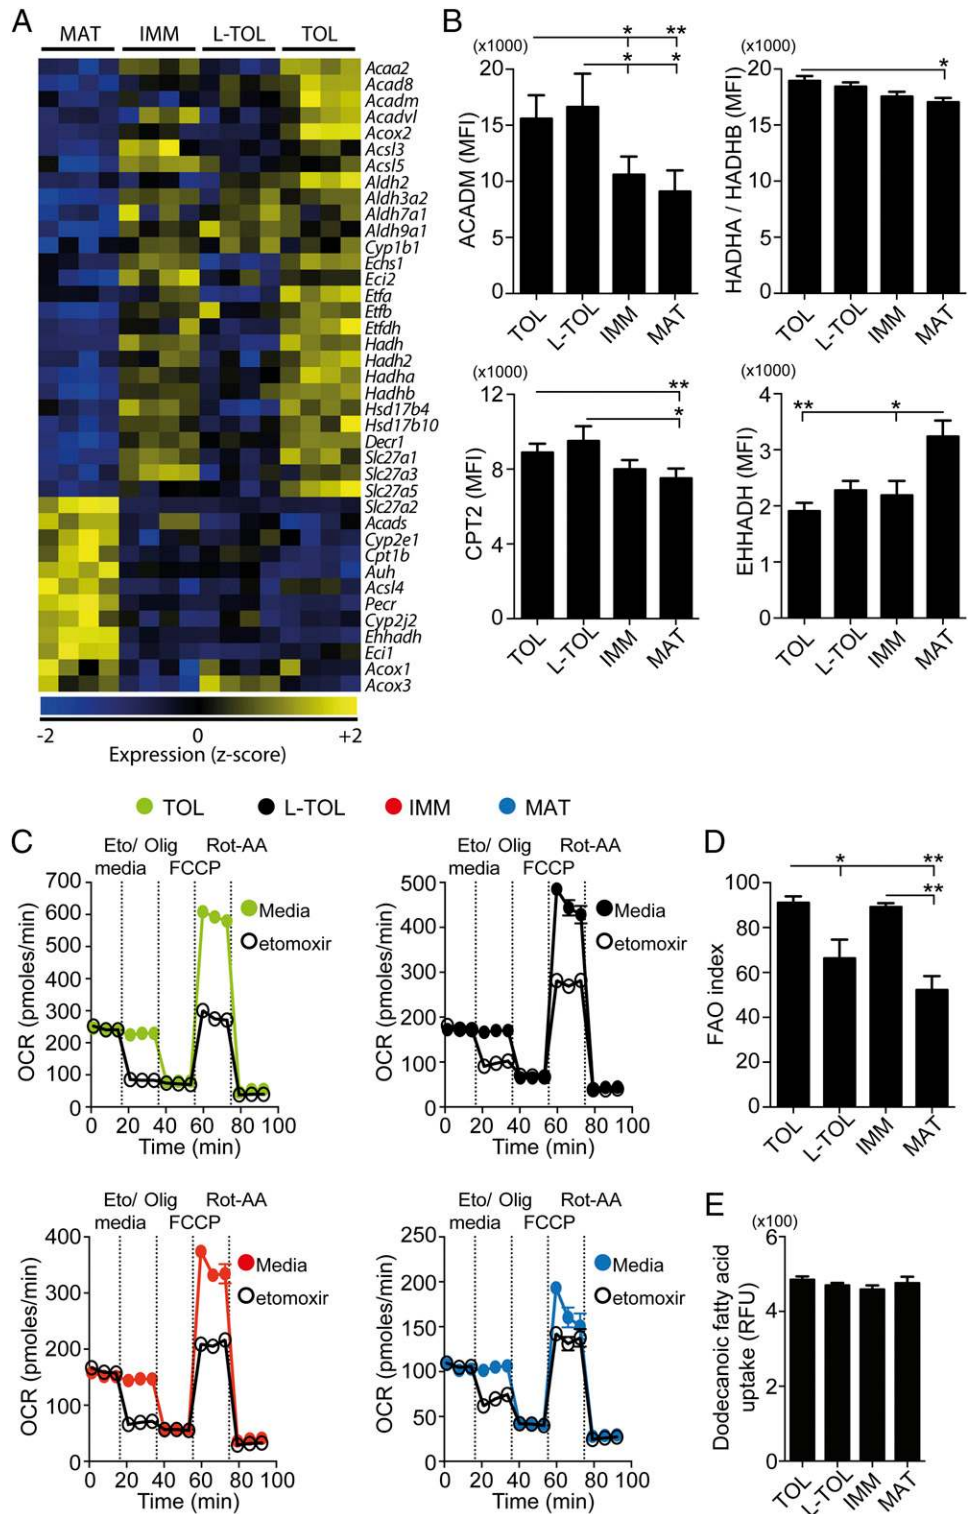 A
MAT IMM L-TOL TOL
Acaa2
Acad8
Acadm
Acadvl
Acox2
Acsl3
Acsl5
Aldh2
Aldh3a2
Aldh7a1
Aldh9a1
Cyp1b1
Echs1
Eci2
Etfa
Etfb
Etfdh
Hadh
Hadh2
Hadha
Hadhb
Hsd17b4
Hsd17b10
Decr1
Slc27a1
Slc27a3
Slc27a5
Slc27a2
Acads
Cyp2e1
Cpt1b
Auh
Acsl4
Pecr
Cyp2j2
Ehhadh
Eci1
Acox1
Acox3
-2 0 +2
Expression (z-score)
B
(x1000)
* **
* *
20
15
10
5
0
ACADM (MFI)
TOL L-TOL IMM MAT
(x1000)
*
20
15
10
5
0
HADHA / HADHB (MFI)
TOL L-TOL IMM MAT
(x1000)
**
*
12
8
4
0
CPT2 (MFI)
TOL L-TOL IMM MAT
(x1000)
** *
4
3
2
1
0
EHHADH (MFI)
TOL L-TOL IMM MAT
TOL L-TOL IMM MAT
C
Eto/ Olig Rot-AA
media FCCP
700
600
500
400
300
200
100
0
OCR (pmoles/min)
Media
etomoxir
0 20 40 60 80 100
Time (min)
Eto/ Olig Rot-AA
media FCCP
500
400
300
200
100
0
OCR (pmoles/min)
Media
etomoxir
0 20 40 60 80 100
Time (min)
Eto/ Olig Rot-AA
media FCCP
400
300
200
100
0
OCR (pmoles/min)
Media
etomoxir
0 20 40 60 80 100
Time (min)
Eto/ Olig Rot-AA
media FCCP
250
200
150
100
50
0
OCR (pmoles/min)
Media
etomoxir
0 20 40 60 80 100
Time (min)
D
* **
**
100
80
60
40
20
0
FAO index
TOL L-TOL IMM MAT
E
(x100)
6
4
2
0
Dodecanoic fatty acid
uptake (RFU)
TOL L-TOL IMM MAT